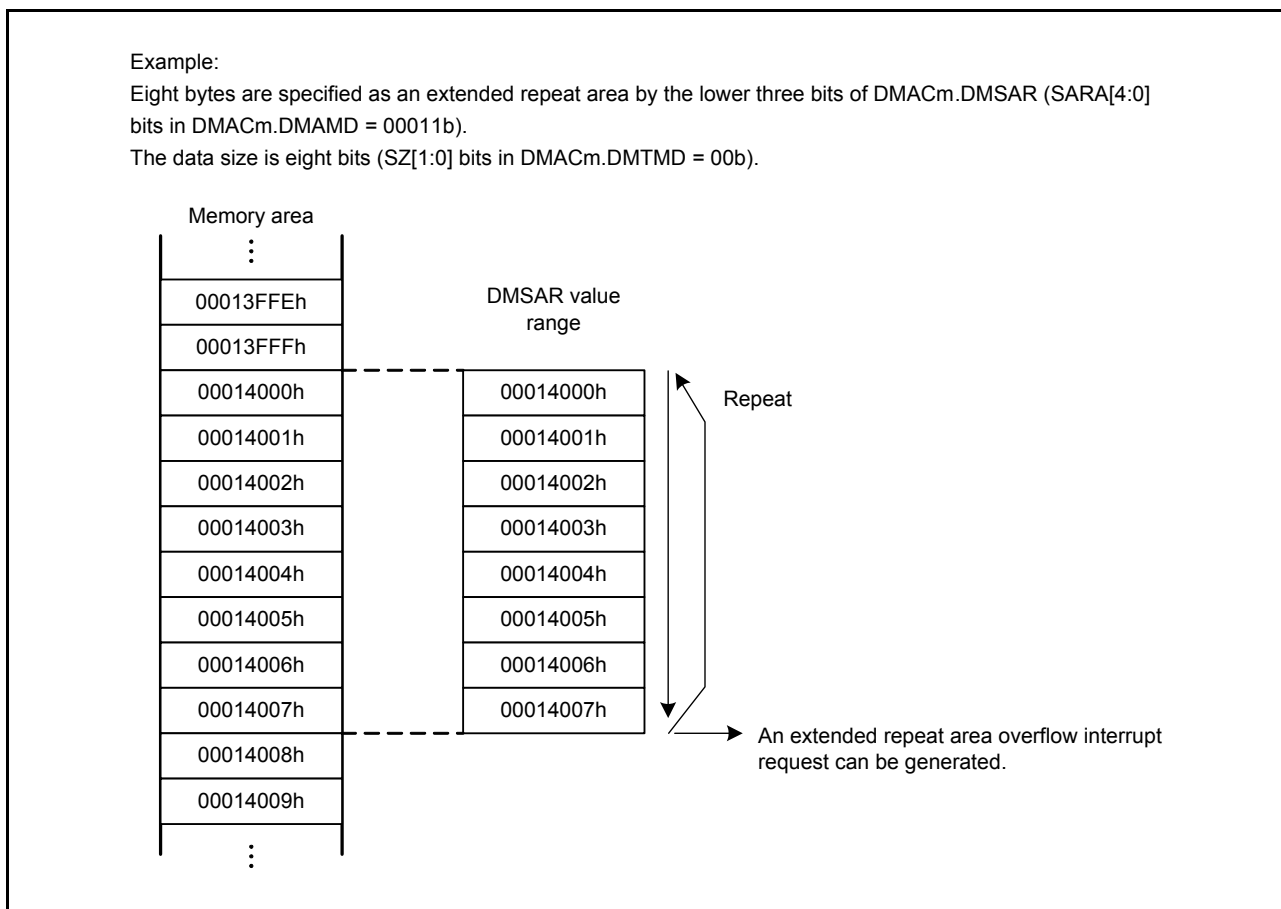 Example:
Eight bytes are specified as an extended repeat area by the lower three bits of DMACm.DMSAR (SARA[4:0]
bits in DMACm.DMAMD = 00011b).
The data size is eight bits (SZ[1:0] bits in DMACm.DMTMD = 00b).
Memory area
00013FFEh
00013FFFh
00014000h
00014001h
00014002h
00014003h
00014004h
00014005h
00014006h
00014007h
00014008h
00014009h
DMSAR value
range
00014000h
00014001h
00014002h
00014003h
00014004h
00014005h
00014006h
00014007h
Repeat
An extended repeat area overflow interrupt
request can be generated.